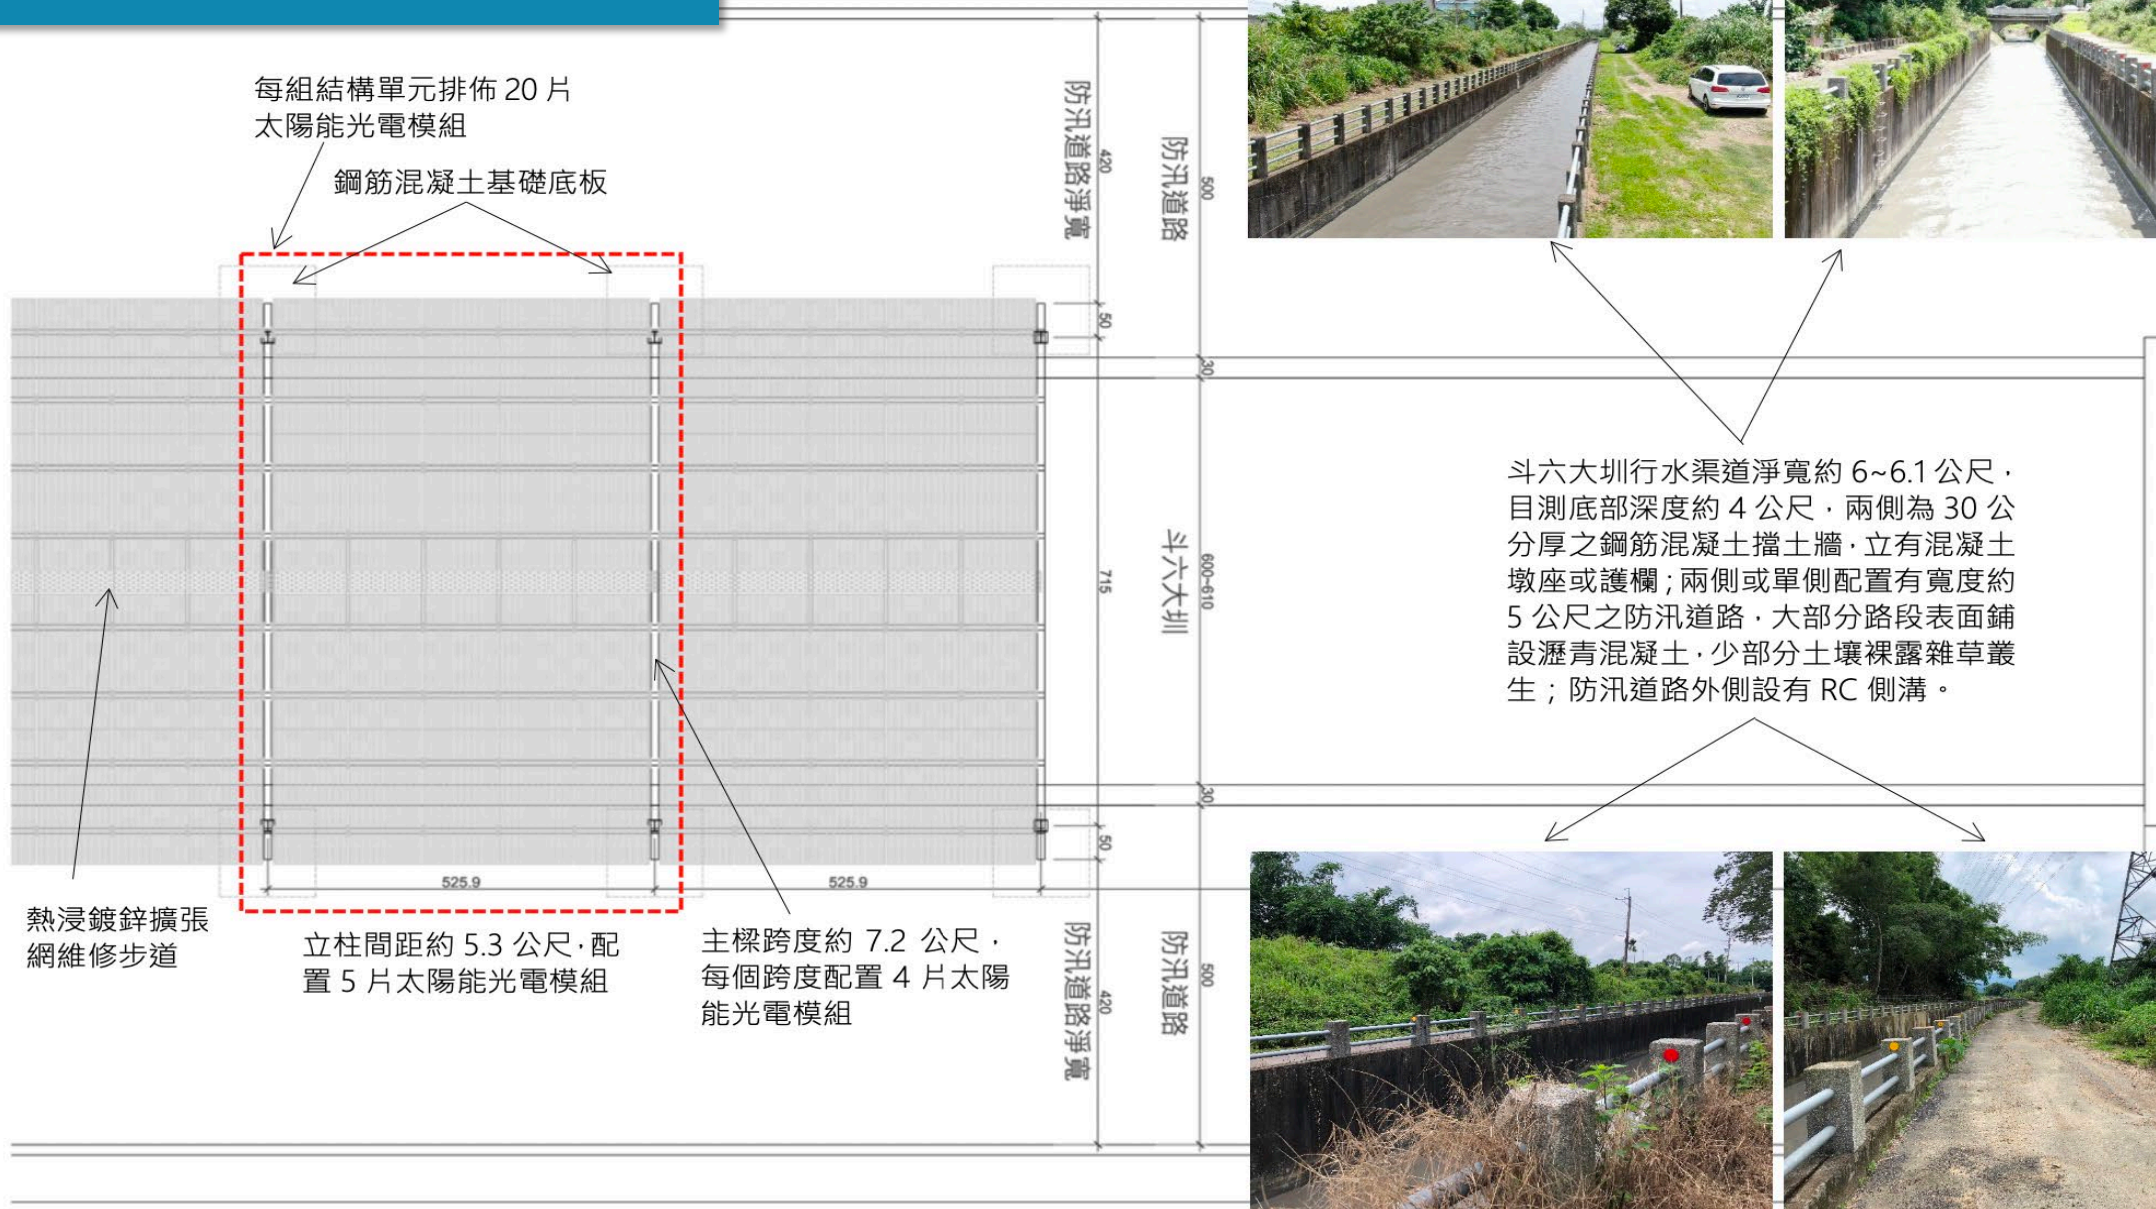 每組結構單元排佈 20 片
太陽能光電模組
鋼筋混凝土基礎底板
防汛道路淨寬
420
防汛道路
500
50
30
斗六大圳
600~610
715
30
50
525.9
525.9
熱浸鍍鋅擴張
網維修步道
立柱間距約 5.3 公尺,配
置 5 片太陽能光電模組
主樑跨度約 7.2 公尺,
每個跨度配置 4 片太陽
能光電模組
防汛道路淨寬
420
防汛道路
500
斗六大圳行水渠道淨寬約 6~6.1 公尺,
目測底部深度約 4 公尺,兩側為 30 公
分厚之鋼筋混凝土擋土牆,立有混凝土
墩座或護欄;兩側或單側配置有寬度約
5 公尺之防汛道路,大部分路段表面鋪
設瀝青混凝土,少部分土壤裸露雜草叢
生;防汛道路外側設有 RC 側溝。